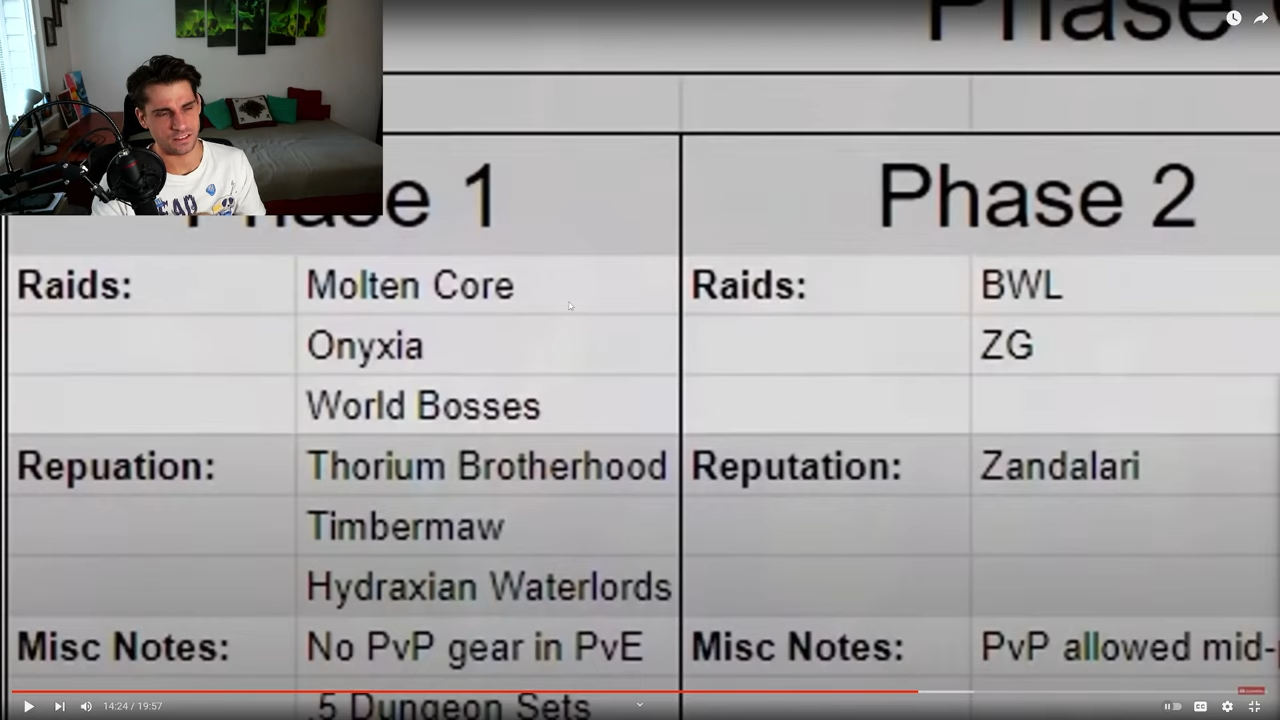 Phase
Phase 1 Phase 2
Raids: Molten Core Raids: BWL
Onyxia ZG
World Bosses
Repuation: Thorium Brotherhood Reputation: Zandalari
Timbermaw
Hydraxian Waterlords
Misc Notes: No PvP gear in PvE Misc Notes: PvP allowed mid-
.5 Dungeon Sets
14:24 / 19:57
CC